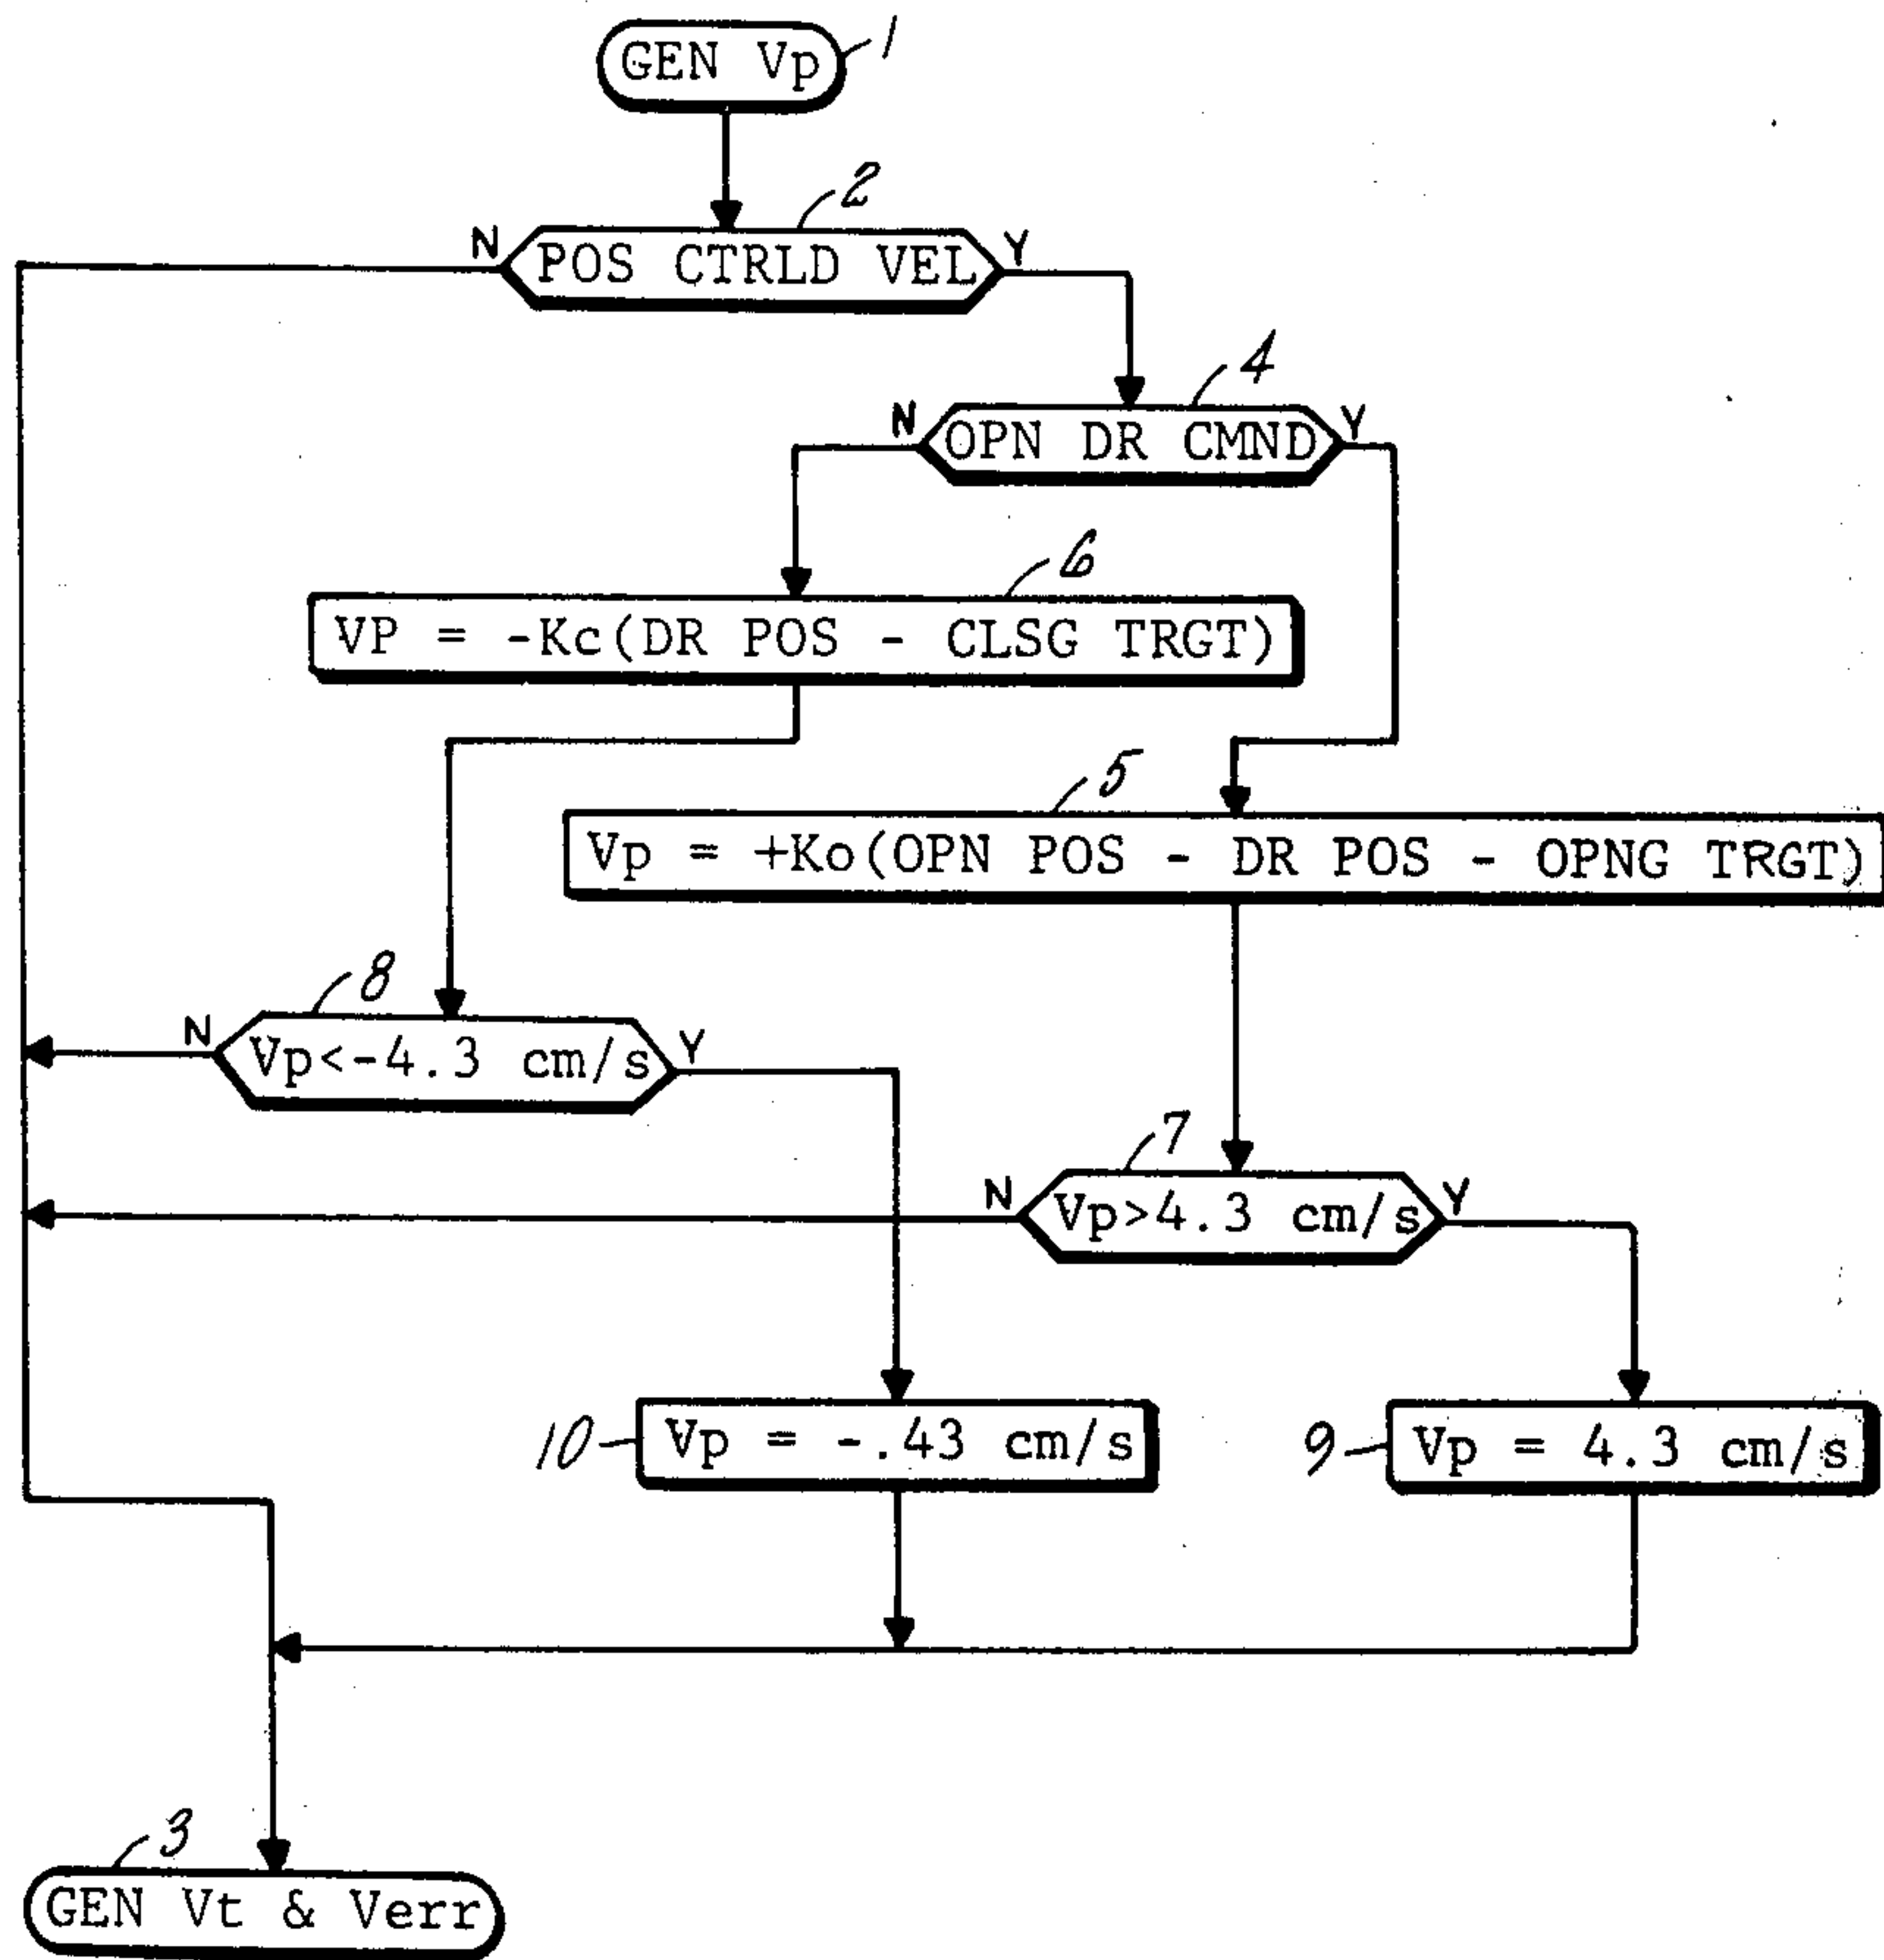 GEN Vp
1
2
N
POS CTRLD VEL
Y
4
N
OPN DR CMND
Y
6
VP = -Kc(DR POS - CLSG TRGT)
5
Vp = +Ko(OPN POS - DR POS - OPNG TRGT)
8
N
Vp<-4.3 cm/s
Y
7
N
Vp>4.3 cm/s
Y
10
Vp = -.43 cm/s
9
Vp = 4.3 cm/s
3
GEN Vt & Verr